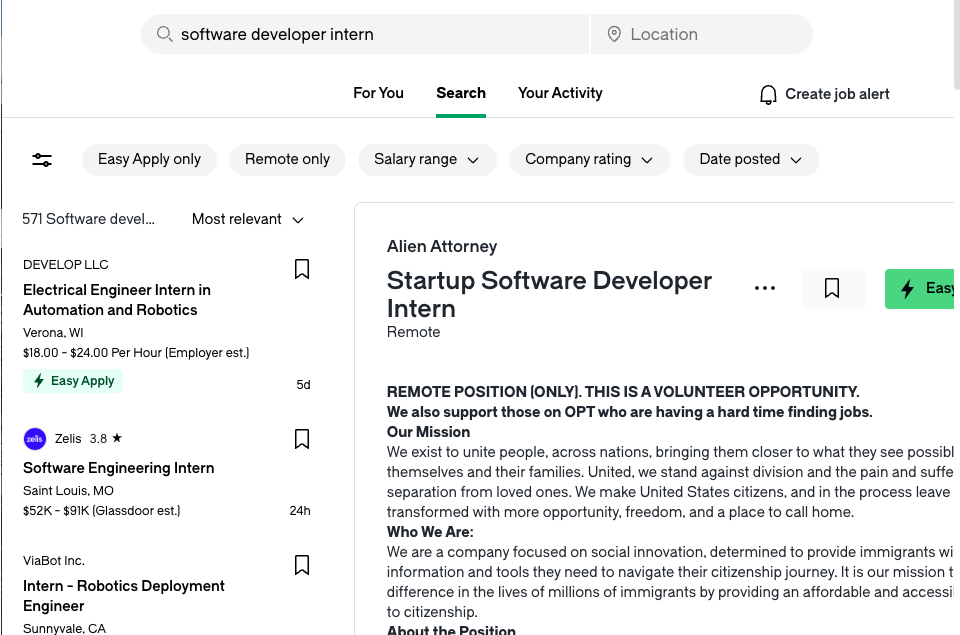 software developer intern
Location
For You
Search
Your Activity
Create job alert
Easy Apply only
Remote only
Salary range
Company rating
Date posted
571 Software devel...
Most relevant
DEVELOP LLC
Electrical Engineer Intern in
Automation and Robotics
Verona, WI
$18.00 - $24.00 Per Hour (Employer est.)
Easy Apply
5d
zelis
Zelis 3.8 ★
Software Engineering Intern
Saint Louis, MO
$52K - $91K (Glassdoor est.)
24h
ViaBot Inc.
Intern - Robotics Deployment
Engineer
Sunnyvale, CA
Alien Attorney
Startup Software Developer
Intern
Remote
Easy
REMOTE POSITION (ONLY). THIS IS A VOLUNTEER OPPORTUNITY.
We also support those on OPT who are having a hard time finding jobs.
Our Mission
We exist to unite people, across nations, bringing them closer to what they see possibl
themselves and their families. United, we stand against division and the pain and suffe
separation from loved ones. We make United States citizens, and in the process leave
transformed with more opportunity, freedom, and a place to call home.
Who We Are:
We are a company focused on social innovation, determined to provide immigrants wi
information and tools they need to navigate their citizenship journey. It is our mission t
difference in the lives of millions of immigrants by providing an affordable and accessi
to citizenship.
About the Position